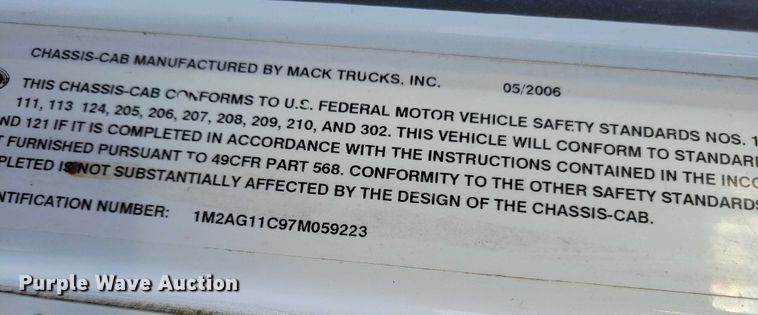 CHASSIS-CAB MANUFACTURED BY MACK TRUCKS, INC. 05/2006
THIS CHASSIS-CAB CONFORMS TO U.S. FEDERAL MOTOR VEHICLE SAFETY STANDARDS NOS. 1
111, 113 124, 205, 206, 207, 208, 209, 210, AND 302. THIS VEHICLE WILL CONFORM TO STANDAR
ND 121 IF IT IS COMPLETED IN ACCORDANCE WITH THE INSTRUCTIONS CONTAINED IN THE INCO
T FURNISHED PURSUANT TO 49CFR PART 568. CONFORMITY TO THE OTHER SAFETY STANDARDS
PLETED IS NOT SUBSTANTIALLY AFFECTED BY THE DESIGN OF THE CHASSIS-CAB.
NTIFICATION NUMBER: 1M2AG11C97M059223
Purple Wave Auction